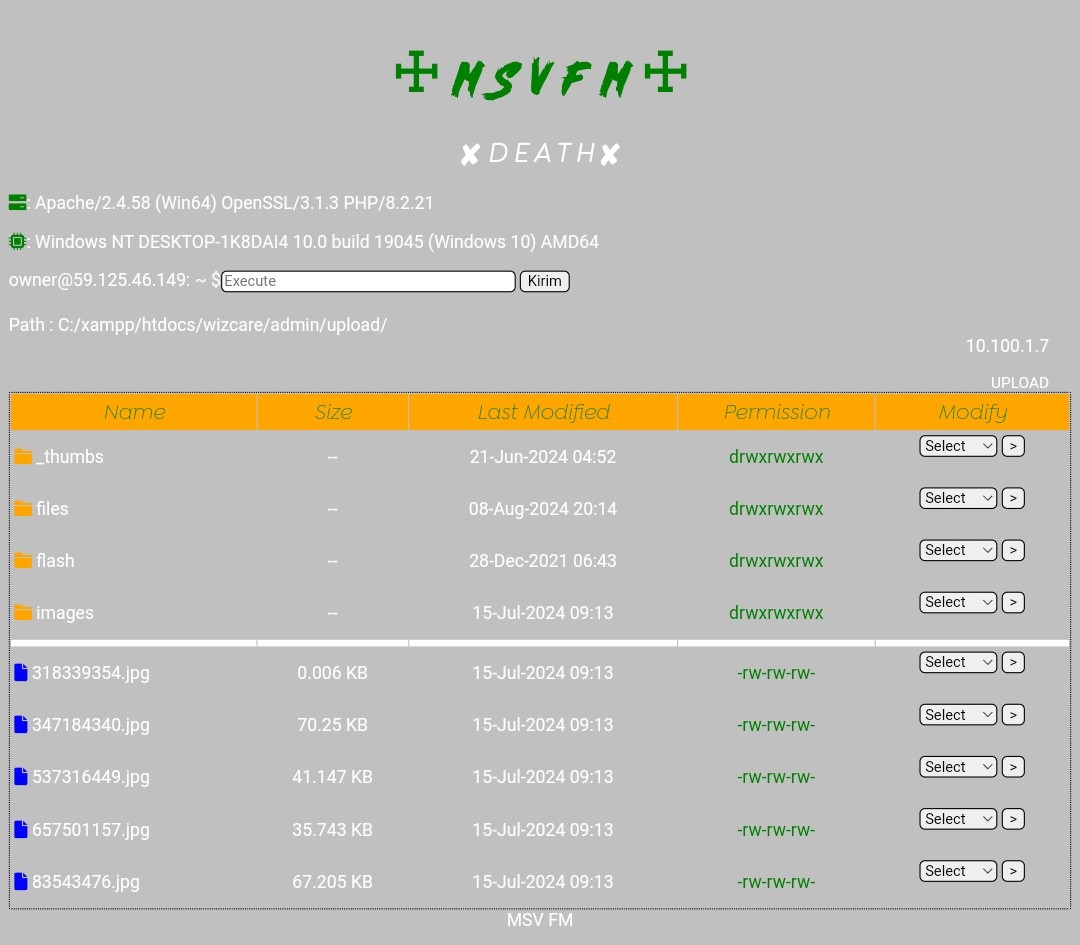 MSVFM
DEATH
: Apache/2.4.58 (Win64) OpenSSL/3.1.3 PHP/8.2.21
: Windows NT DESKTOP-1K8DAI4 10.0 build 19045 (Windows 10) AMD64
owner@59.125.46.149: ~ $ Execute Kirim
Path : C:/xampp/htdocs/wizcare/admin/upload/
10.100.1.7
UPLOAD
Name Size Last Modified Permission Modify
_thumbs -- 21-Jun-2024 04:52 drwxrwxrwx Select >
files -- 08-Aug-2024 20:14 drwxrwxrwx Select >
flash -- 28-Dec-2021 06:43 drwxrwxrwx Select >
images -- 15-Jul-2024 09:13 drwxrwxrwx Select >
318339354.jpg 0.006 KB 15-Jul-2024 09:13 -rw-rw-rw- Select >
347184340.jpg 70.25 KB 15-Jul-2024 09:13 -rw-rw-rw- Select >
537316449.jpg 41.147 KB 15-Jul-2024 09:13 -rw-rw-rw- Select >
657501157.jpg 35.743 KB 15-Jul-2024 09:13 -rw-rw-rw- Select >
83543476.jpg 67.205 KB 15-Jul-2024 09:13 -rw-rw-rw- Select >
MSV FM